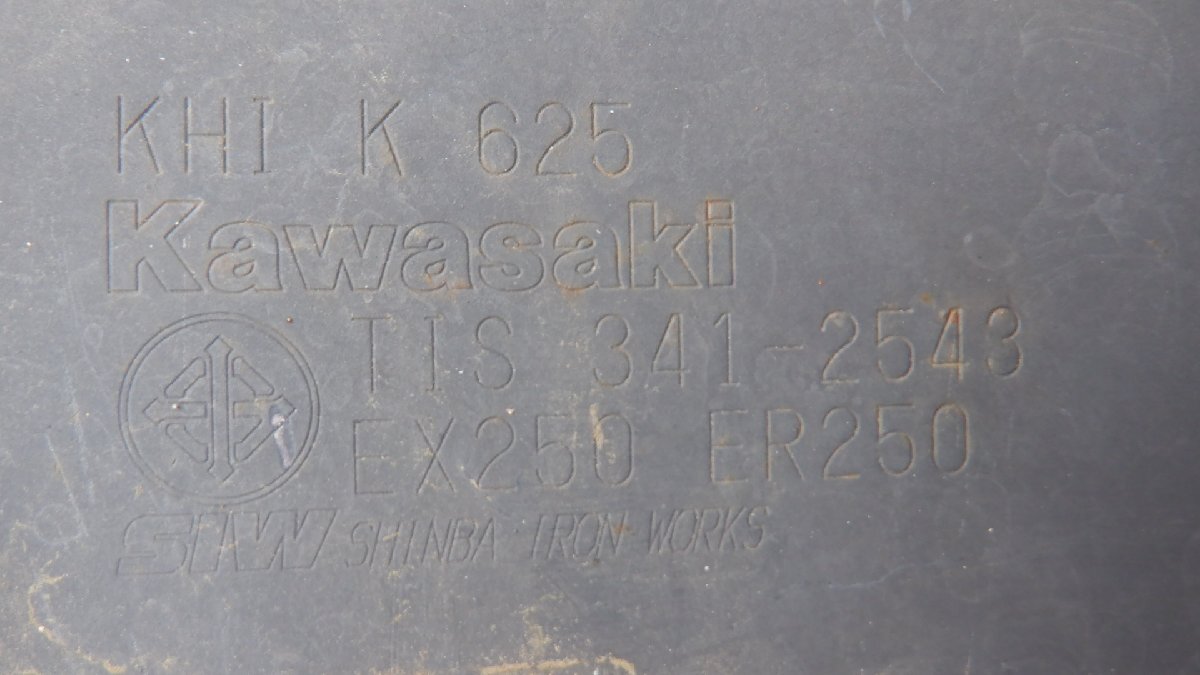 KHI K 625
Kawasaki
TIS 341-2543
EX250 ER250
SIW SHINBA IRON WORKS